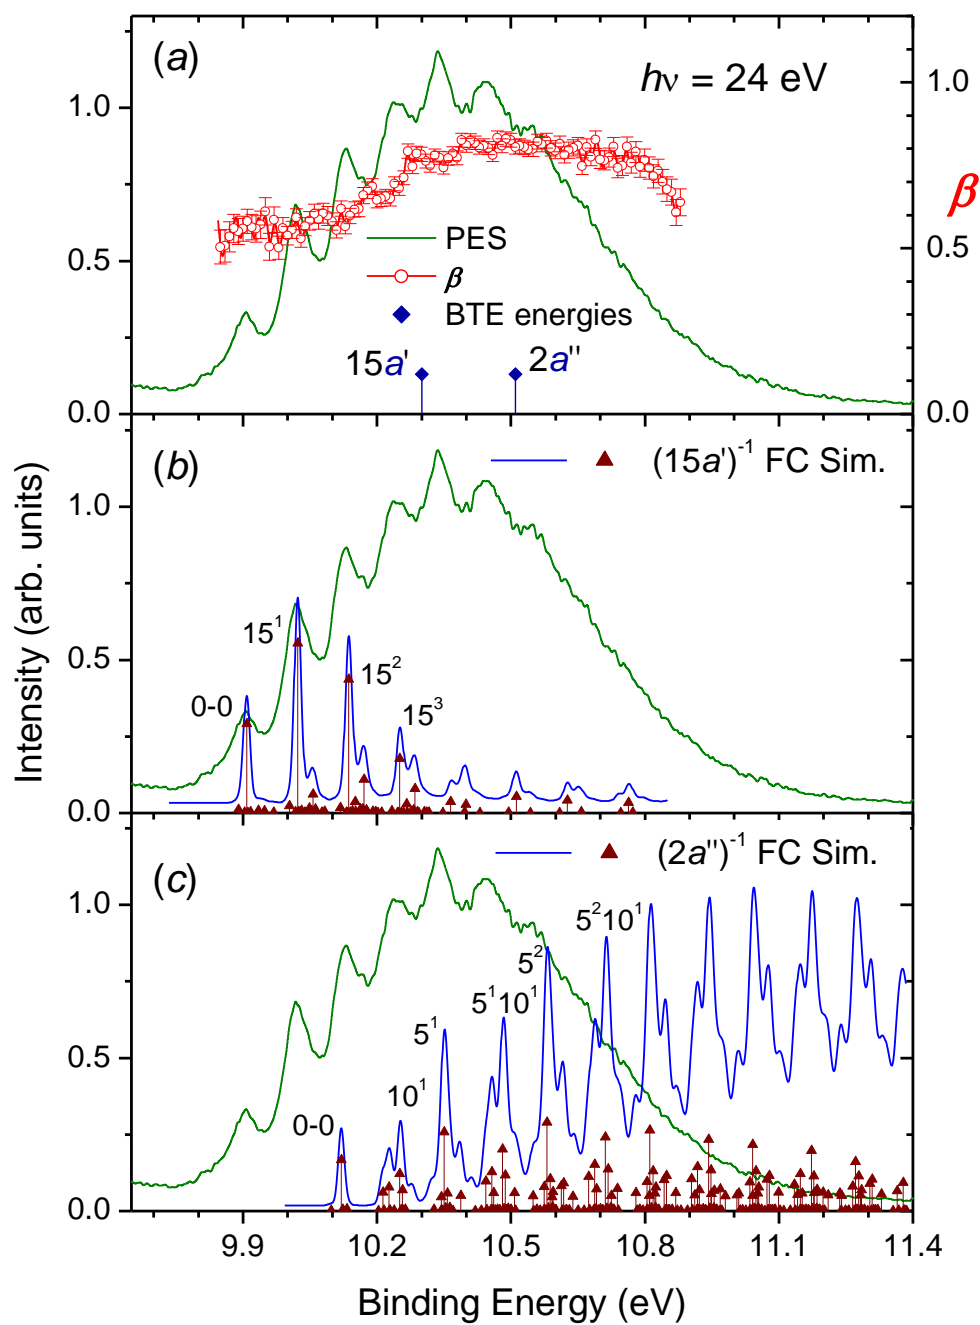 (a)
hν = 24 eV
1.0
1.0
PES
β
BTE energies
15a' 2a''
0.5
0.5
0.0
0.0
β
(b)
(15a')⁻¹ FC Sim.
1.0
0.5
0.0
0-0
15¹
15²
15³
Intensity (arb. units)
(c)
(2a'')⁻¹ FC Sim.
1.0
0.5
0.0
0-0
10¹
5¹
5¹10¹
5²
5²10¹
9.9 10.2 10.5 10.8 11.1 11.4
Binding Energy (eV)